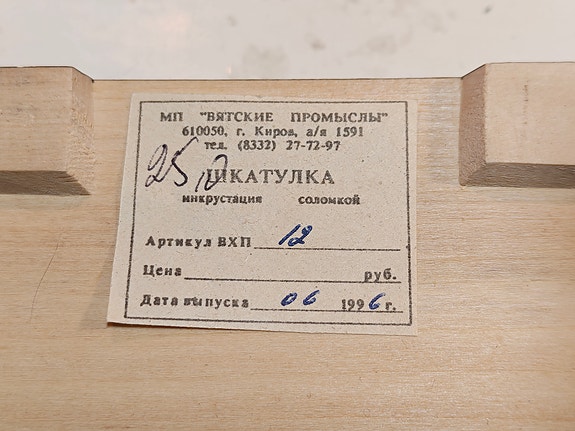 МП "ВЯТСКИЕ ПРОМЫСЛЫ"
610050, г. Киров, а/я 1591
тел. (8332) 27-72-97
25,0
ШКАТУЛКА
инкрустация соломкой
Артикул ВХП 12
Цена руб.
Дата выпуска 06 1996 г.